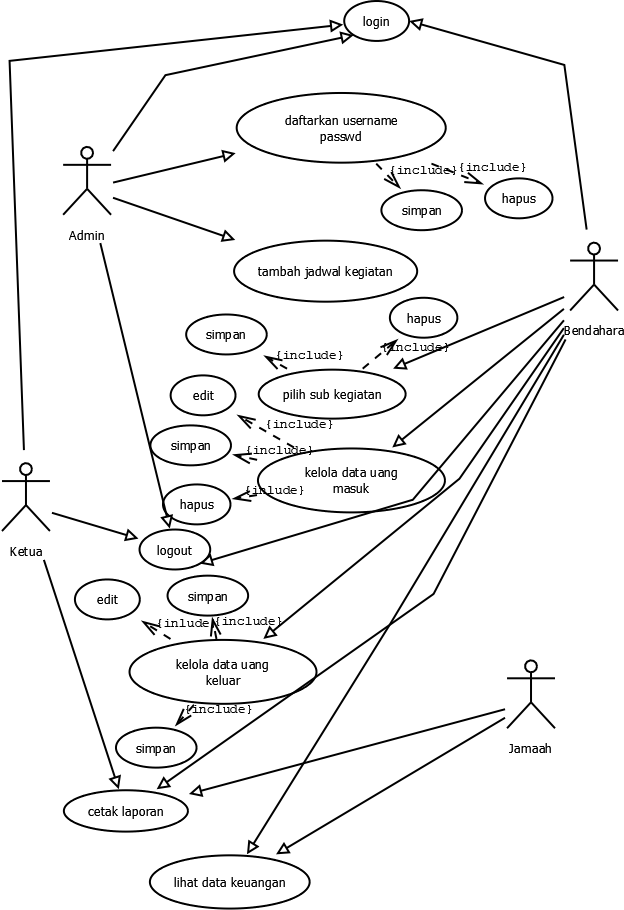 login
daftarkan username
passwd
{include}
{include}
simpan
hapus
Admin
tambah jadwal kegiatan
Bendahara
hapus
simpan
{include}
{include}
pilih sub kegiatan
edit
{include}
simpan
{include}
kelola data uang
masuk
hapus
{inlude}
Ketua
logout
simpan
edit
{inlude}
{include}
kelola data uang
keluar
{include}
simpan
Jamaah
cetak laporan
lihat data keuangan